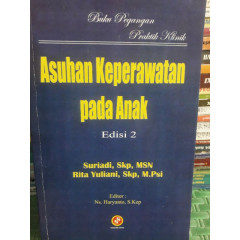 Buku Pegangan
Praktik Klinik
Asuhan Keperawatan
pada Anak
Edisi 2
Suriadi, Skp, MSN
Rita Yuliani, Skp, M.Psi
Editor :
Ns. Haryanto, S.Kep